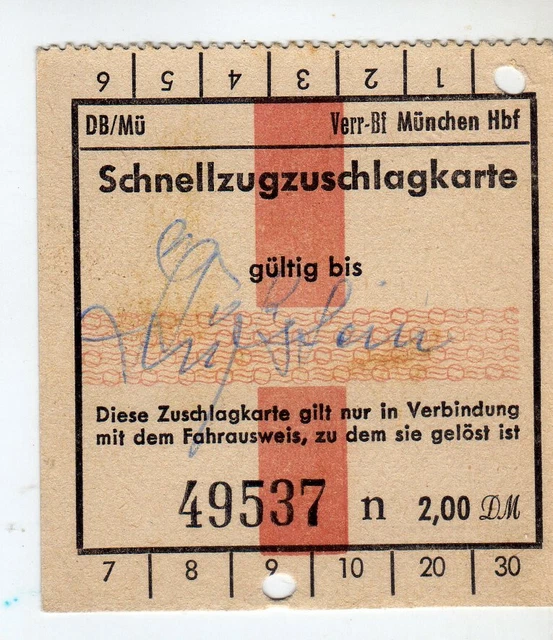 6 5 4 3 2 1
DB/Mü Verr-Bf München Hbf
Schnellzugzuschlagkarte
gültig bis
Kufstein
Diese Zuschlagkarte gilt nur in Verbindung
mit dem Fahrausweis, zu dem sie gelöst ist
49537 n 2,00 DM
7 8 9 10 20 30